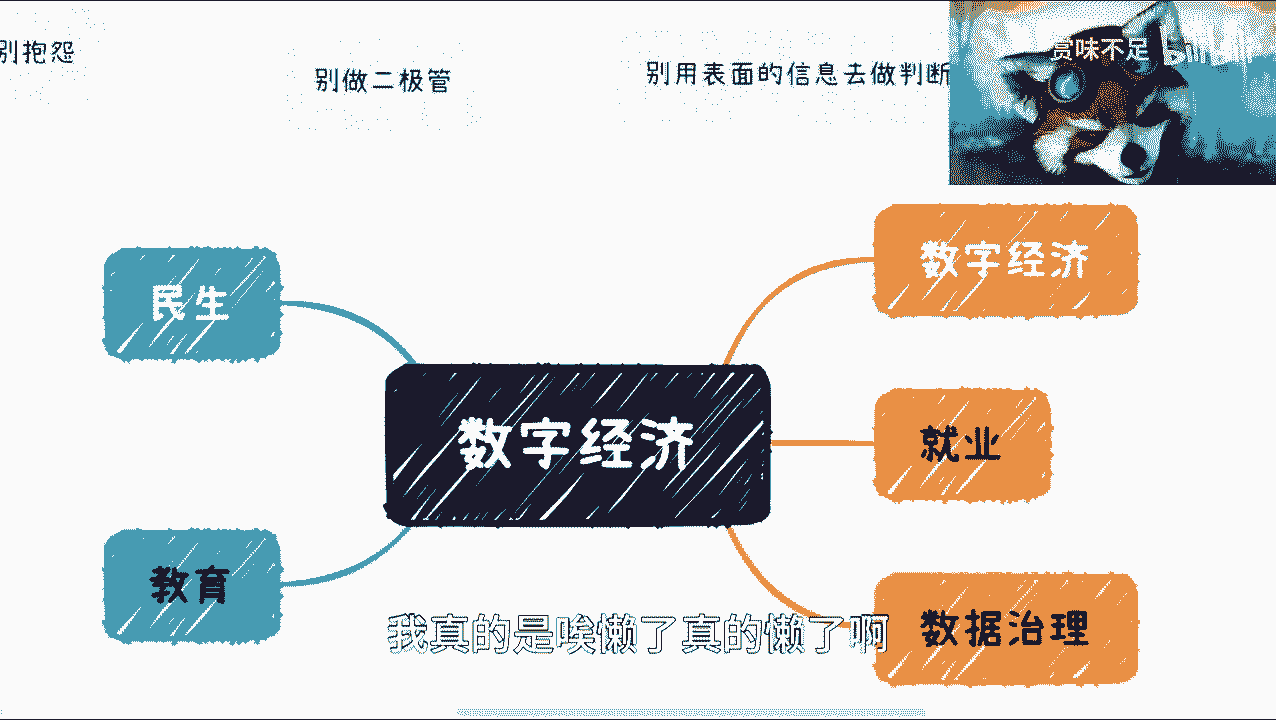 别抱怨
别做二极管
别用表面的信息去做判断
赏味不足
民生
数字经济
数字经济
就业
教育
数据治理
我真的是唉懒了真的懒了啊